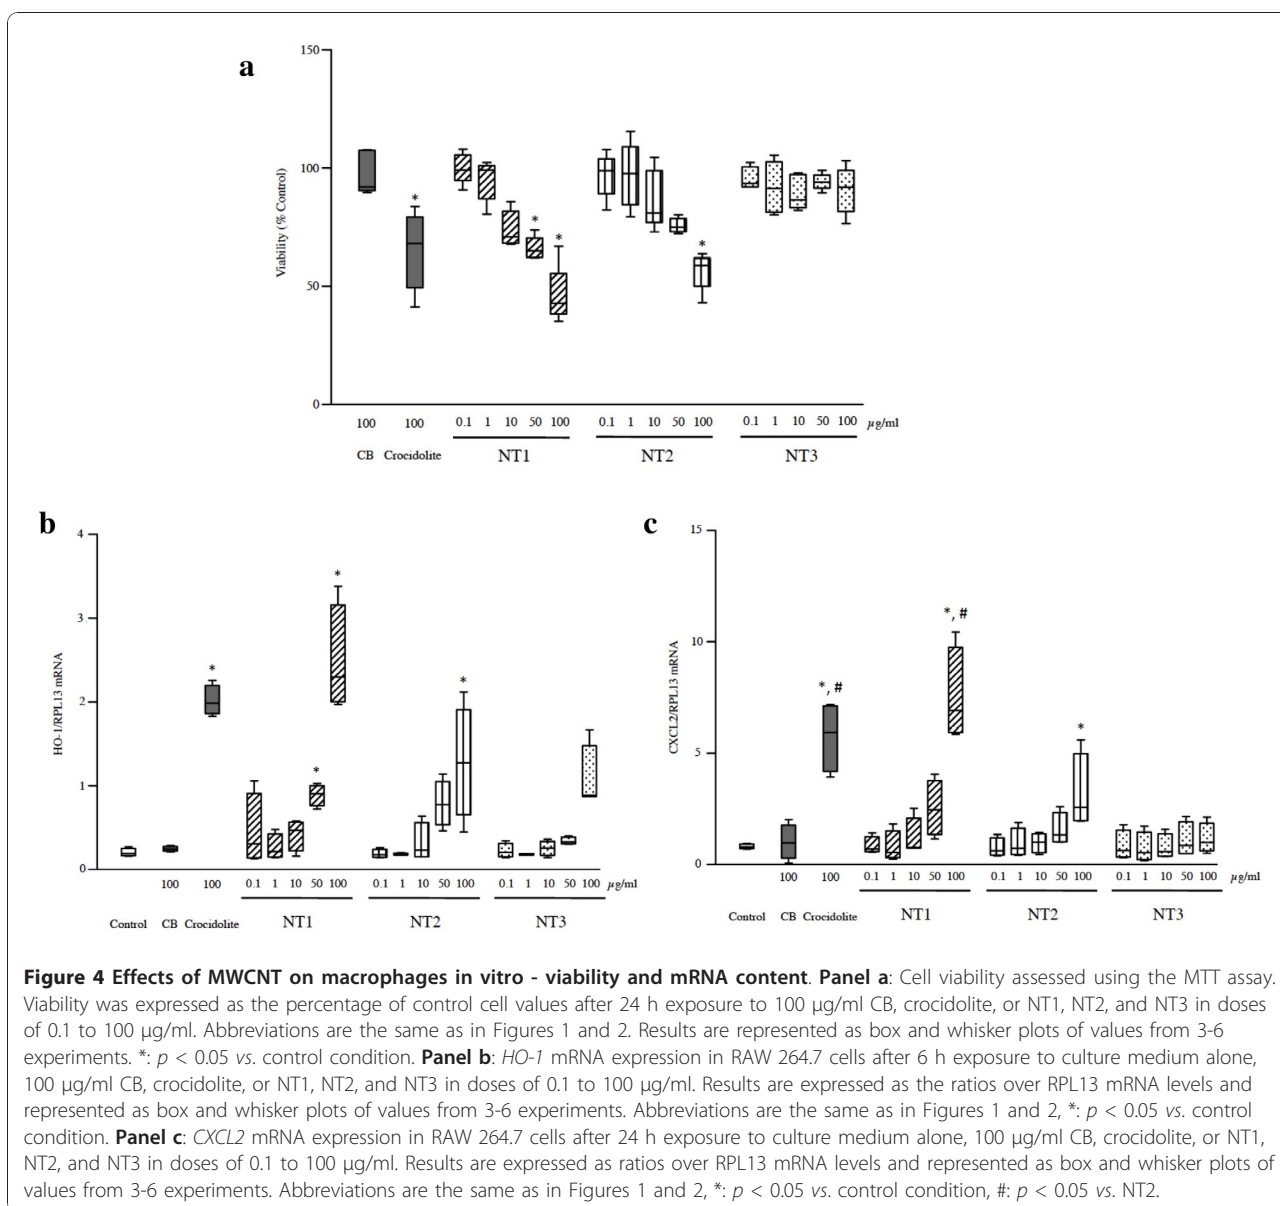 a
150
100
50
0
Viability (% Control)
* * * *
100 100 0.1 1 10 50 100 0.1 1 10 50 100 0.1 1 10 50 100 µg/ml
CB Crocidolite NT1 NT2 NT3
b
4
3
2
1
0
HO-1/RPL13 mRNA
* * * *
100 100 0.1 1 10 50 100 0.1 1 10 50 100 0.1 1 10 50 100 µg/ml
Control CB Crocidolite NT1 NT2 NT3
c
15
10
5
0
CXCL2/RPL13 mRNA
*, # *, # *
100 100 0.1 1 10 50 100 0.1 1 10 50 100 0.1 1 10 50 100 µg/ml
Control CB Crocidolite NT1 NT2 NT3
Figure 4 Effects of MWCNT on macrophages in vitro - viability and mRNA content. Panel a: Cell viability assessed using the MTT assay.
Viability was expressed as the percentage of control cell values after 24 h exposure to 100 µg/ml CB, crocidolite, or NT1, NT2, and NT3 in doses
of 0.1 to 100 µg/ml. Abbreviations are the same as in Figures 1 and 2. Results are represented as box and whisker plots of values from 3-6
experiments. *: p < 0.05 vs. control condition. Panel b: HO-1 mRNA expression in RAW 264.7 cells after 6 h exposure to culture medium alone,
100 µg/ml CB, crocidolite, or NT1, NT2, and NT3 in doses of 0.1 to 100 µg/ml. Results are expressed as the ratios over RPL13 mRNA levels and
represented as box and whisker plots of values from 3-6 experiments. Abbreviations are the same as in Figures 1 and 2, *: p < 0.05 vs. control
condition. Panel c: CXCL2 mRNA expression in RAW 264.7 cells after 24 h exposure to culture medium alone, 100 µg/ml CB, crocidolite, or NT1,
NT2, and NT3 in doses of 0.1 to 100 µg/ml. Results are expressed as ratios over RPL13 mRNA levels and represented as box and whisker plots of
values from 3-6 experiments. Abbreviations are the same as in Figures 1 and 2, *: p < 0.05 vs. control condition, #: p < 0.05 vs. NT2.